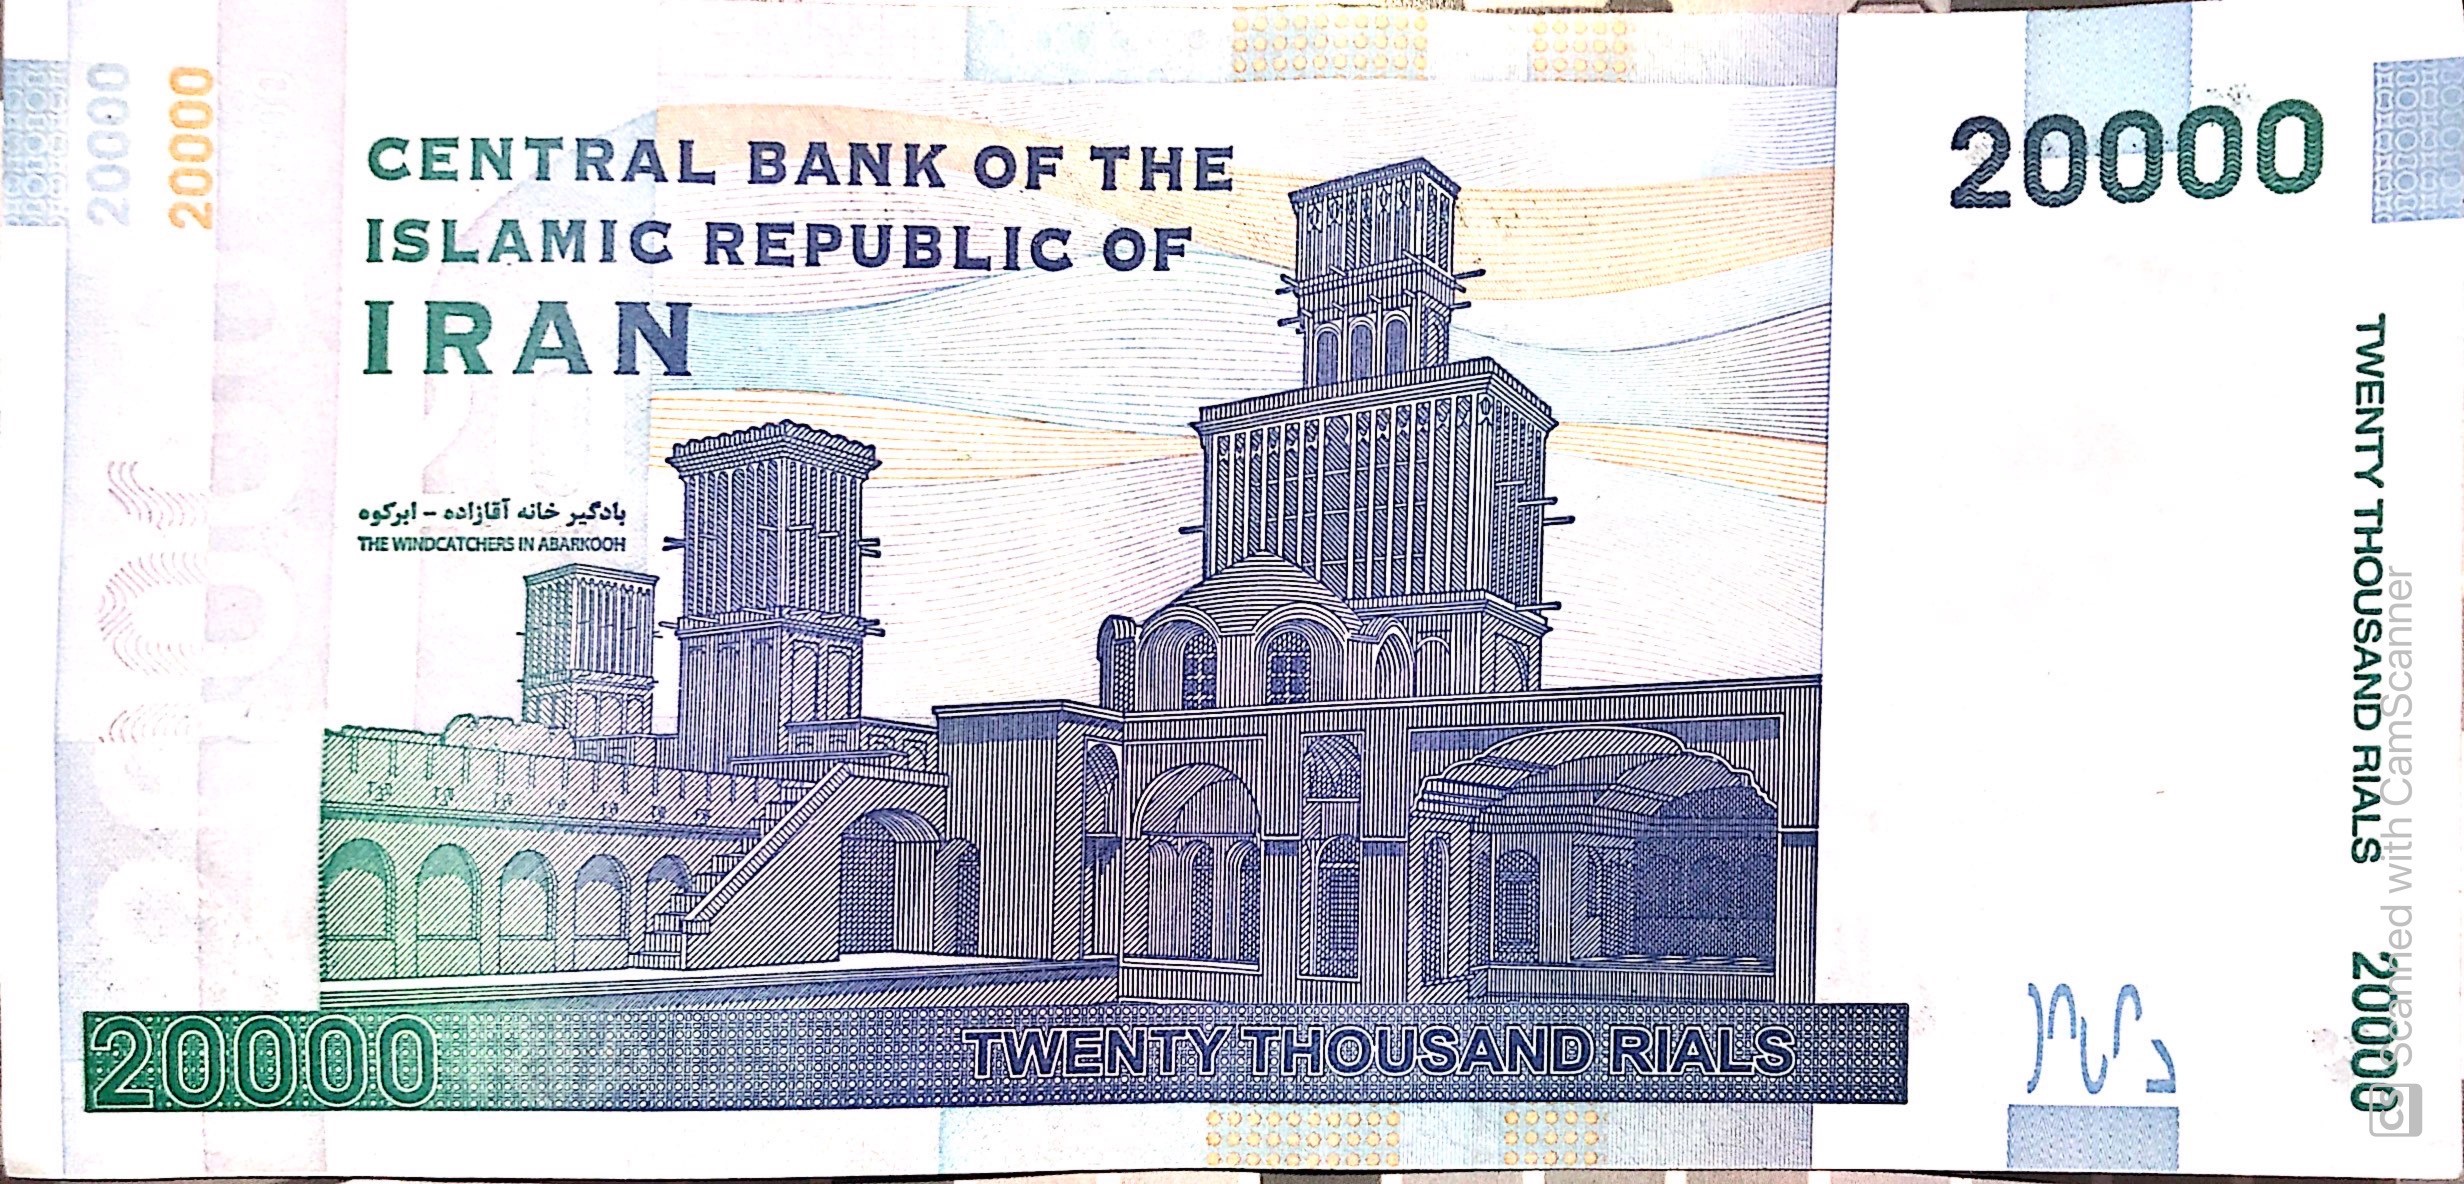 20000
20000
CENTRAL BANK OF THE
ISLAMIC REPUBLIC OF
IRAN
20000
بادگیر خانه آقازاده – ابرکوه
THE WINDCATCHERS IN ABARKOOH
TWENTY THOUSAND RIALS 20000
20000
TWENTY THOUSAND RIALS
CS Scanned with CamScanner